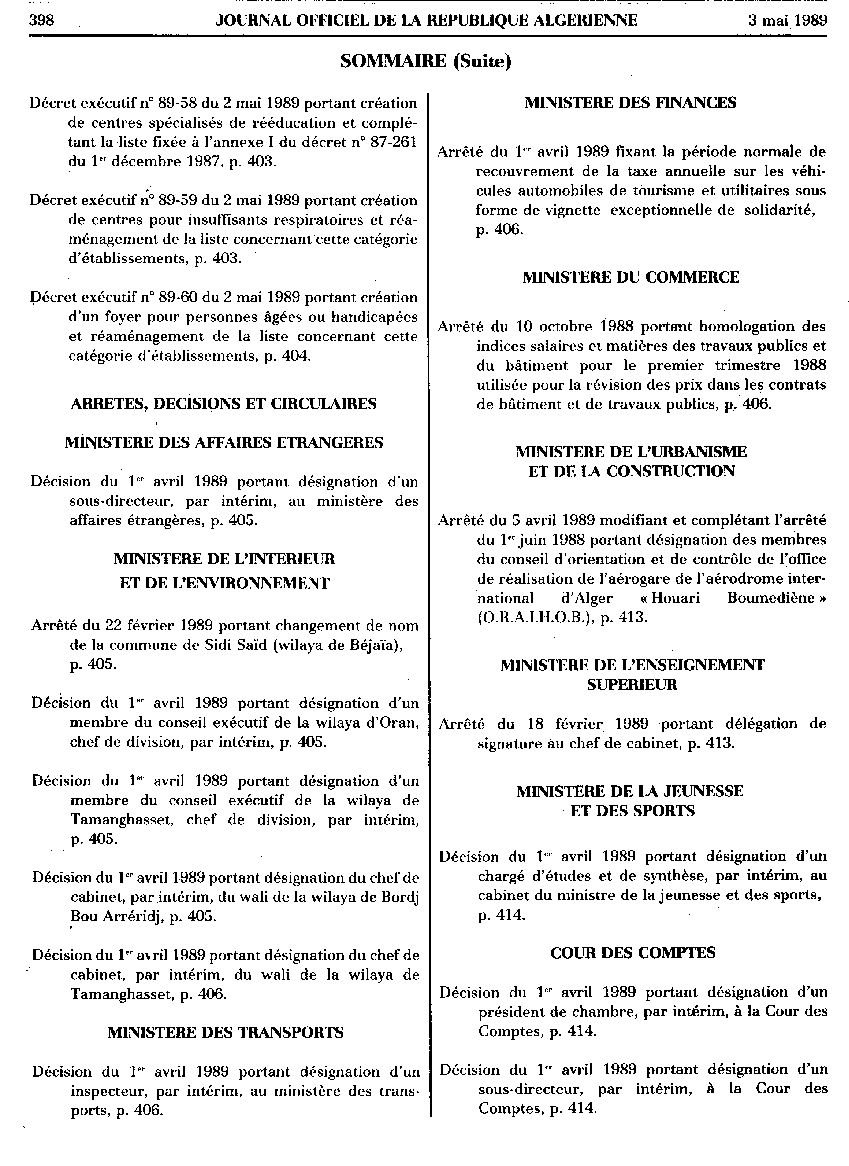 398 JOURNAL OFFICIEL DE LA REPUBLIQUE ALGERIENNE 3 mai 1989
SOMMAIRE (Suite)
Décret exécutif n° 89-58 du 2 mai 1989 portant création
de centres spécialisés de rééducation et complé-
tant la liste fixée à l'annexe I du décret n° 87-261
du 1er décembre 1987, p. 403.
Décret exécutif n° 89-59 du 2 mai 1989 portant création
de centres pour insuffisants respiratoires et réa-
ménagement de la liste concernant cette catégorie
d'établissements, p. 403.
Décret exécutif n° 89-60 du 2 mai 1989 portant création
d'un foyer pour personnes âgées ou handicapées
et réaménagement de la liste concernant cette
catégorie d'établissements, p. 404.
ARRETES, DECISIONS ET CIRCULAIRES
MINISTERE DES AFFAIRES ETRANGERES
Décision du 1er avril 1989 portant désignation d'un
sous-directeur, par intérim, au ministère des
affaires étrangères, p. 405.
MINISTERE DE L'INTERIEUR
ET DE L'ENVIRONNEMENT
Arrêté du 22 février 1989 portant changement de nom
de la commune de Sidi Saïd (wilaya de Béjaïa),
p. 405.
Décision du 1er avril 1989 portant désignation d'un
membre du conseil exécutif de la wilaya d'Oran,
chef de division, par intérim, p. 405.
Décision du 1er avril 1989 portant désignation d'un
membre du conseil exécutif de la wilaya de
Tamanghasset, chef de division, par intérim,
p. 405.
Décision du 1er avril 1989 portant désignation du chef de
cabinet, par intérim, du wali de la wilaya de Bordj
Bou Arréridj, p. 405.
Décision du 1er avril 1989 portant désignation du chef de
cabinet, par intérim, du wali de la wilaya de
Tamanghasset, p. 406.
MINISTERE DES TRANSPORTS
Décision du 1er avril 1989 portant désignation d'un
inspecteur, par intérim, au ministère des trans-
ports, p. 406.
MINISTERE DES FINANCES
Arrêté du 1er avril 1989 fixant la période normale de
recouvrement de la taxe annuelle sur les véhi-
cules automobiles de tourisme et utilitaires sous
forme de vignette exceptionnelle de solidarité,
p. 406.
MINISTERE DU COMMERCE
Arrêté du 10 octobre 1988 portant homologation des
indices salaires et matières des travaux publics et
du bâtiment pour le premier trimestre 1988
utilisée pour la révision des prix dans les contrats
de bâtiment et de travaux publics, p. 406.
MINISTERE DE L'URBANISME
ET DE LA CONSTRUCTION
Arrêté du 5 avril 1989 modifiant et complétant l'arrêté
du 1er juin 1988 portant désignation des membres
du conseil d'orientation et de contrôle de l'office
de réalisation de l'aérogare de l'aérodrome inter-
national d'Alger « Houari Boumediène »
(O.R.A.I.H.O.B.), p. 413.
MINISTERE DE L'ENSEIGNEMENT
SUPERIEUR
Arrêté du 18 février 1989 portant délégation de
signature au chef de cabinet, p. 413.
MINISTERE DE LA JEUNESSE
ET DES SPORTS
Décision du 1er avril 1989 portant désignation d'un
chargé d'études et de synthèse, par intérim, au
cabinet du ministre de la jeunesse et des sports,
p. 414.
COUR DES COMPTES
Décision du 1er avril 1989 portant désignation d'un
président de chambre, par intérim, à la Cour des
Comptes, p. 414.
Décision du 1er avril 1989 portant désignation d'un
sous-directeur, par intérim, à la Cour des
Comptes, p. 414.